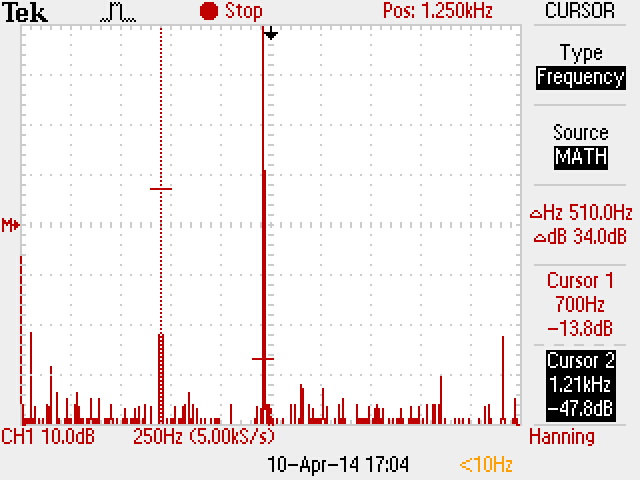 Tek Stop Pos: 1.250kHz CURSOR
Type
Frequency
Source
MATH
M
△Hz 510.0Hz
△dB 34.0dB
Cursor 1
700Hz
-13.8dB
Cursor 2
1.21kHz
-47.8dB
CH1 10.0dB 250Hz (5.00kS/s) Hanning
10-Apr-14 17:04 <10Hz